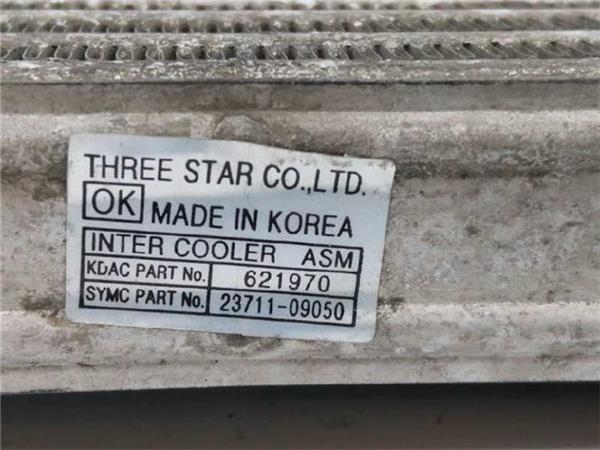 THREE STAR CO.,LTD.
OK MADE IN KOREA
INTER COOLER ASM
KDAC PART No. 621970
SYMC PART No. 23711-09050